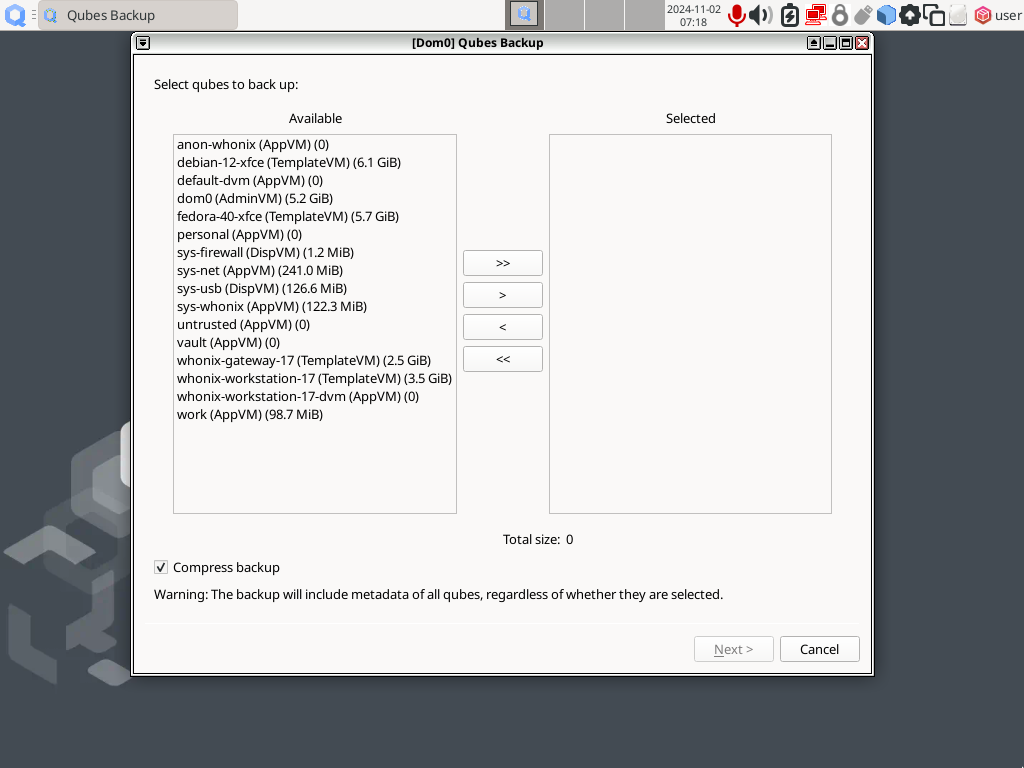 Qubes Backup
2024-11-02
07:18
user
[Dom0] Qubes Backup
Select qubes to back up:
Available
Selected
anon-whonix (AppVM) (0)
debian-12-xfce (TemplateVM) (6.1 GiB)
default-dvm (AppVM) (0)
dom0 (AdminVM) (5.2 GiB)
fedora-40-xfce (TemplateVM) (5.7 GiB)
personal (AppVM) (0)
sys-firewall (DispVM) (1.2 MiB)
sys-net (AppVM) (241.0 MiB)
sys-usb (DispVM) (126.6 MiB)
sys-whonix (AppVM) (122.3 MiB)
untrusted (AppVM) (0)
vault (AppVM) (0)
whonix-gateway-17 (TemplateVM) (2.5 GiB)
whonix-workstation-17 (TemplateVM) (3.5 GiB)
whonix-workstation-17-dvm (AppVM) (0)
work (AppVM) (98.7 MiB)
>>
>
<
<<
Total size: 0
Compress backup
Warning: The backup will include metadata of all qubes, regardless of whether they are selected.
Next >
Cancel